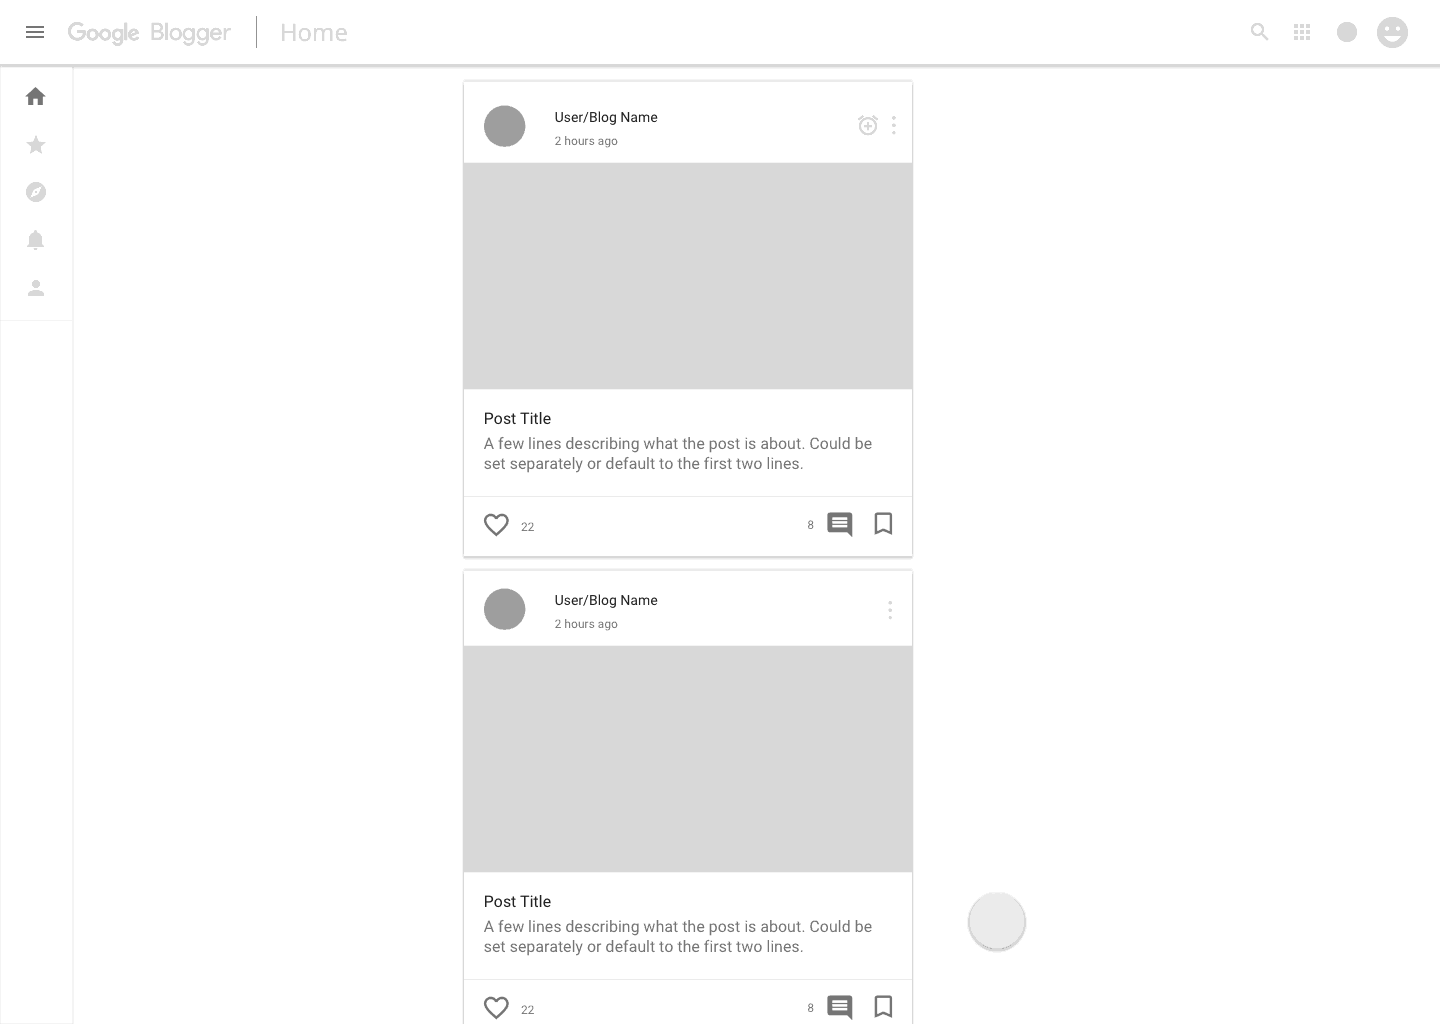 Google Blogger
Home
User/Blog Name
2 hours ago
Post Title
A few lines describing what the post is about. Could be
set separately or default to the first two lines.
22
8
User/Blog Name
2 hours ago
Post Title
A few lines describing what the post is about. Could be
set separately or default to the first two lines.
22
8